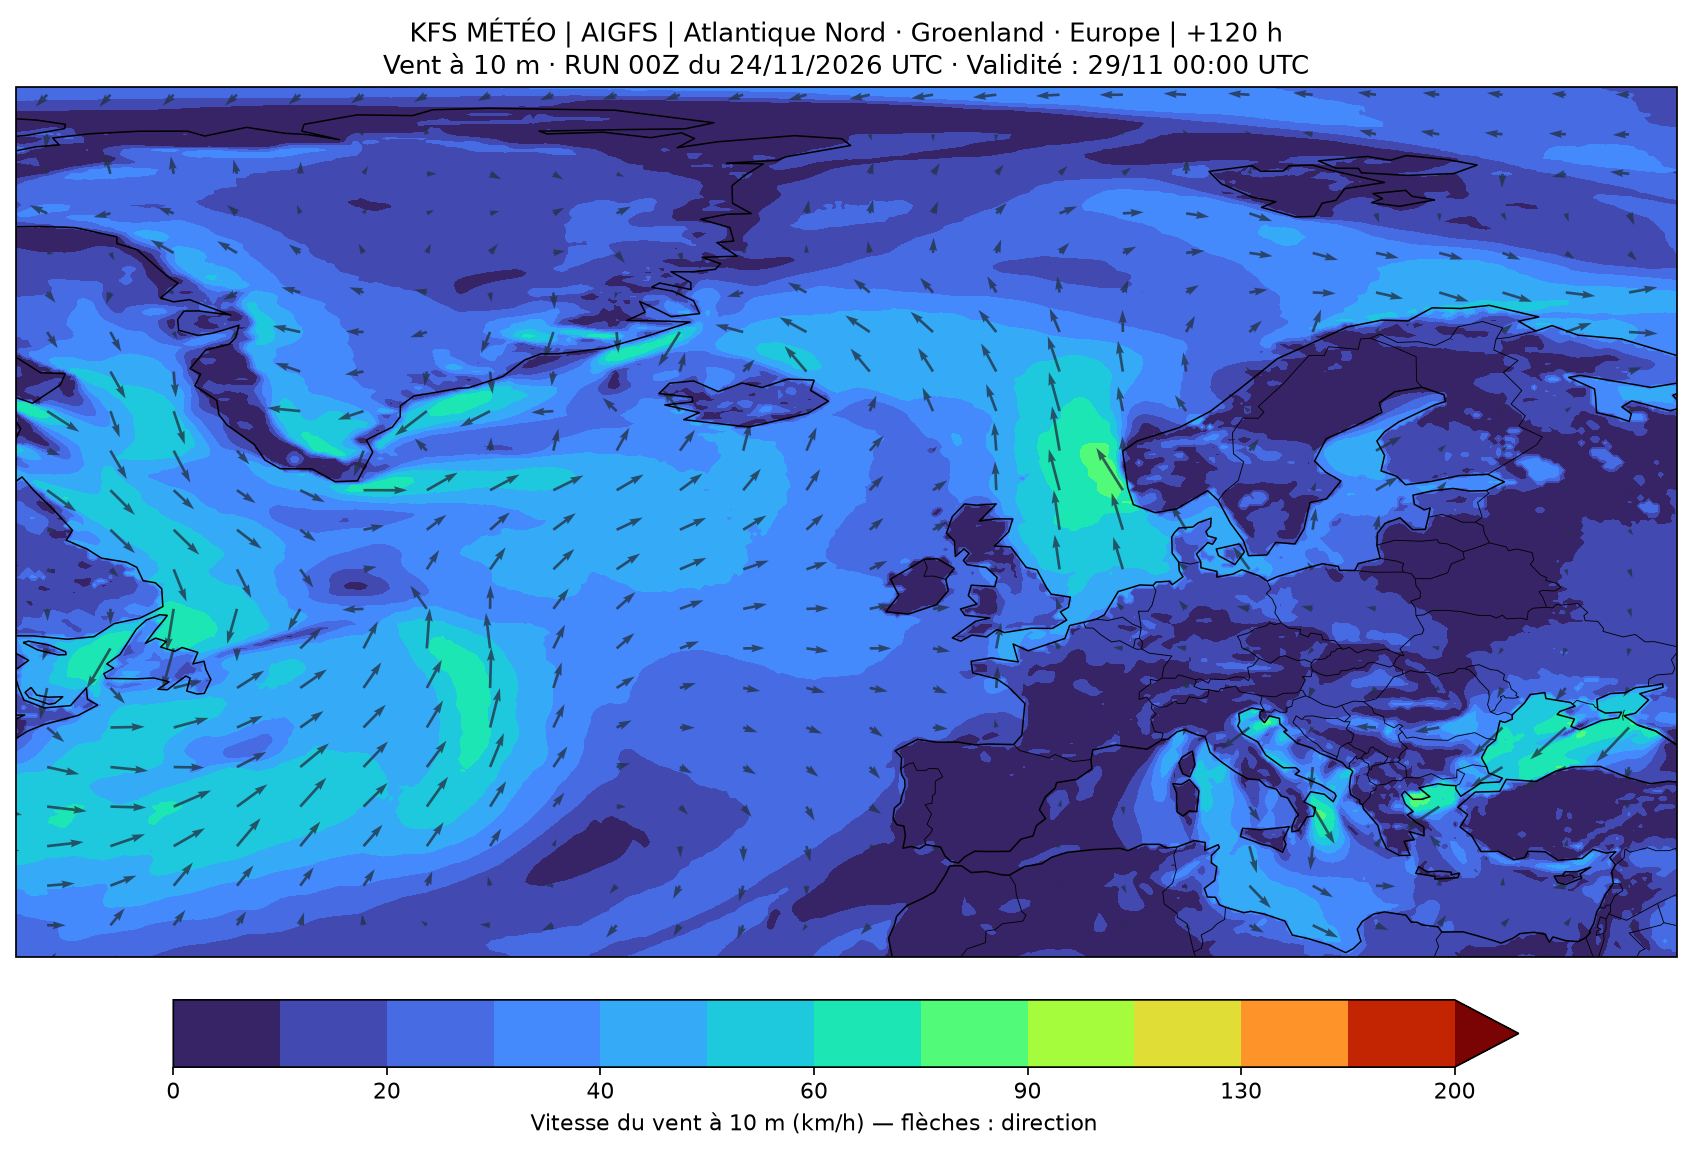 KFS MÉTÉO | AIGFS | Atlantique Nord · Groenland · Europe | +120 h
Vent à 10 m · RUN 00Z du 24/11/2026 UTC · Validité : 29/11 00:00 UTC
0 20 40 60 90 130 200
Vitesse du vent à 10 m (km/h) — flèches : direction